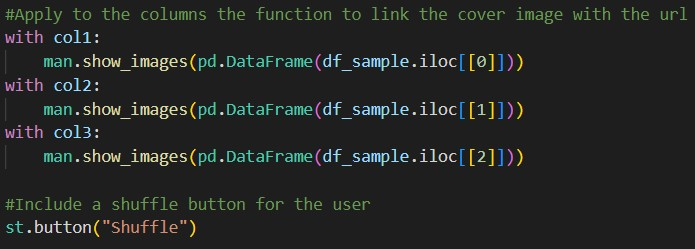 #Apply to the columns the function to link the cover image with the url
with col1:
    man.show_images(pd.DataFrame(df_sample.iloc[[0]]))
with col2:
    man.show_images(pd.DataFrame(df_sample.iloc[[1]]))
with col3:
    man.show_images(pd.DataFrame(df_sample.iloc[[2]]))

#Include a shuffle button for the user
st.button("Shuffle")